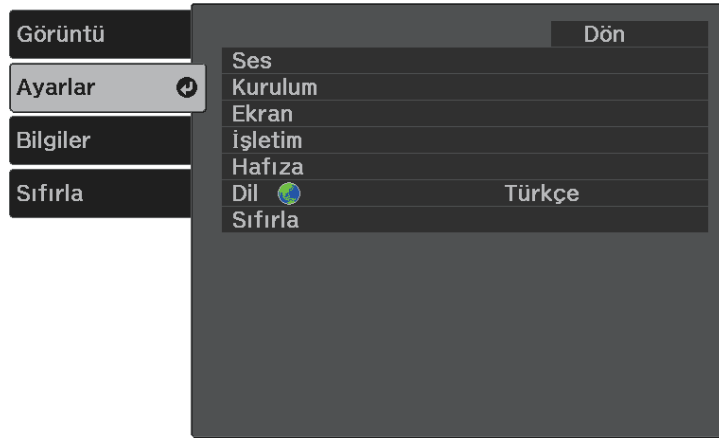 Görüntü
Ayarlar
Bilgiler
Sıfırla
Dön
Ses
Kurulum
Ekran
İşletim
Hafıza
Dil Türkçe
Sıfırla